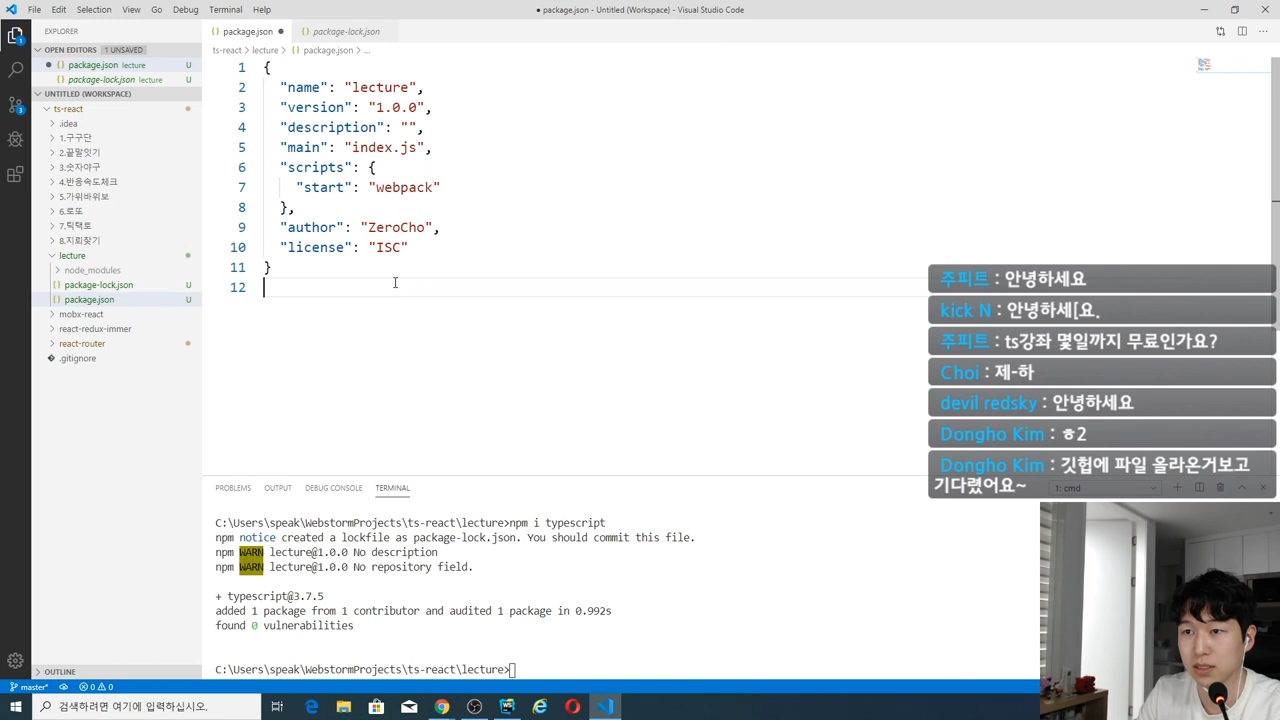 File Edit Selection View Go Debug Terminal Help
● package.json - Untitled (Workspace) - Visual Studio Code
EXPLORER
OPEN EDITORS 1 UNSAVED
package.json lecture U
package-lock.json lecture U
UNTITLED (WORKSPACE)
ts-react
.idea
1.구구단
2.끝말잇기
3.숫자야구
4.반응속도체크
5.가위바위보
6.로또
7.틱택토
8.지뢰찾기
lecture
node_modules
package-lock.json U
package.json U
mobx-react
react-redux-immer
react-router
.gitignore
OUTLINE
package.json ● package-lock.json
ts-react > lecture > package.json > ...
1 {
2 "name": "lecture",
3 "version": "1.0.0",
4 "description": "",
5 "main": "index.js",
6 "scripts": {
7 "start": "webpack"
8 },
9 "author": "ZeroCho",
10 "license": "ISC"
11 }
12
주피트 : 안녕하세요
kick N : 안녕하세[요.
주피트 : ts강좌 몇일까지 무료인가요?
Choi : 제-하
devil redsky : 안녕하세요
Dongho Kim : ㅎ2
Dongho Kim : 깃헙에 파일 올라온거보고
기다렸어요~
PROBLEMS OUTPUT DEBUG CONSOLE TERMINAL 1: cmd
C:\Users\speak\WebstormProjects\ts-react\lecture>npm i typescript
npm notice created a lockfile as package-lock.json. You should commit this file.
npm WARN lecture@1.0.0 No description
npm WARN lecture@1.0.0 No repository field.
+ typescript@3.7.5
added 1 package from 1 contributor and audited 1 package in 0.992s
found 0 vulnerabilities
C:\Users\speak\WebstormProjects\ts-react\lecture>
master* 0 0
검색하려면 여기에 입력하십시오.